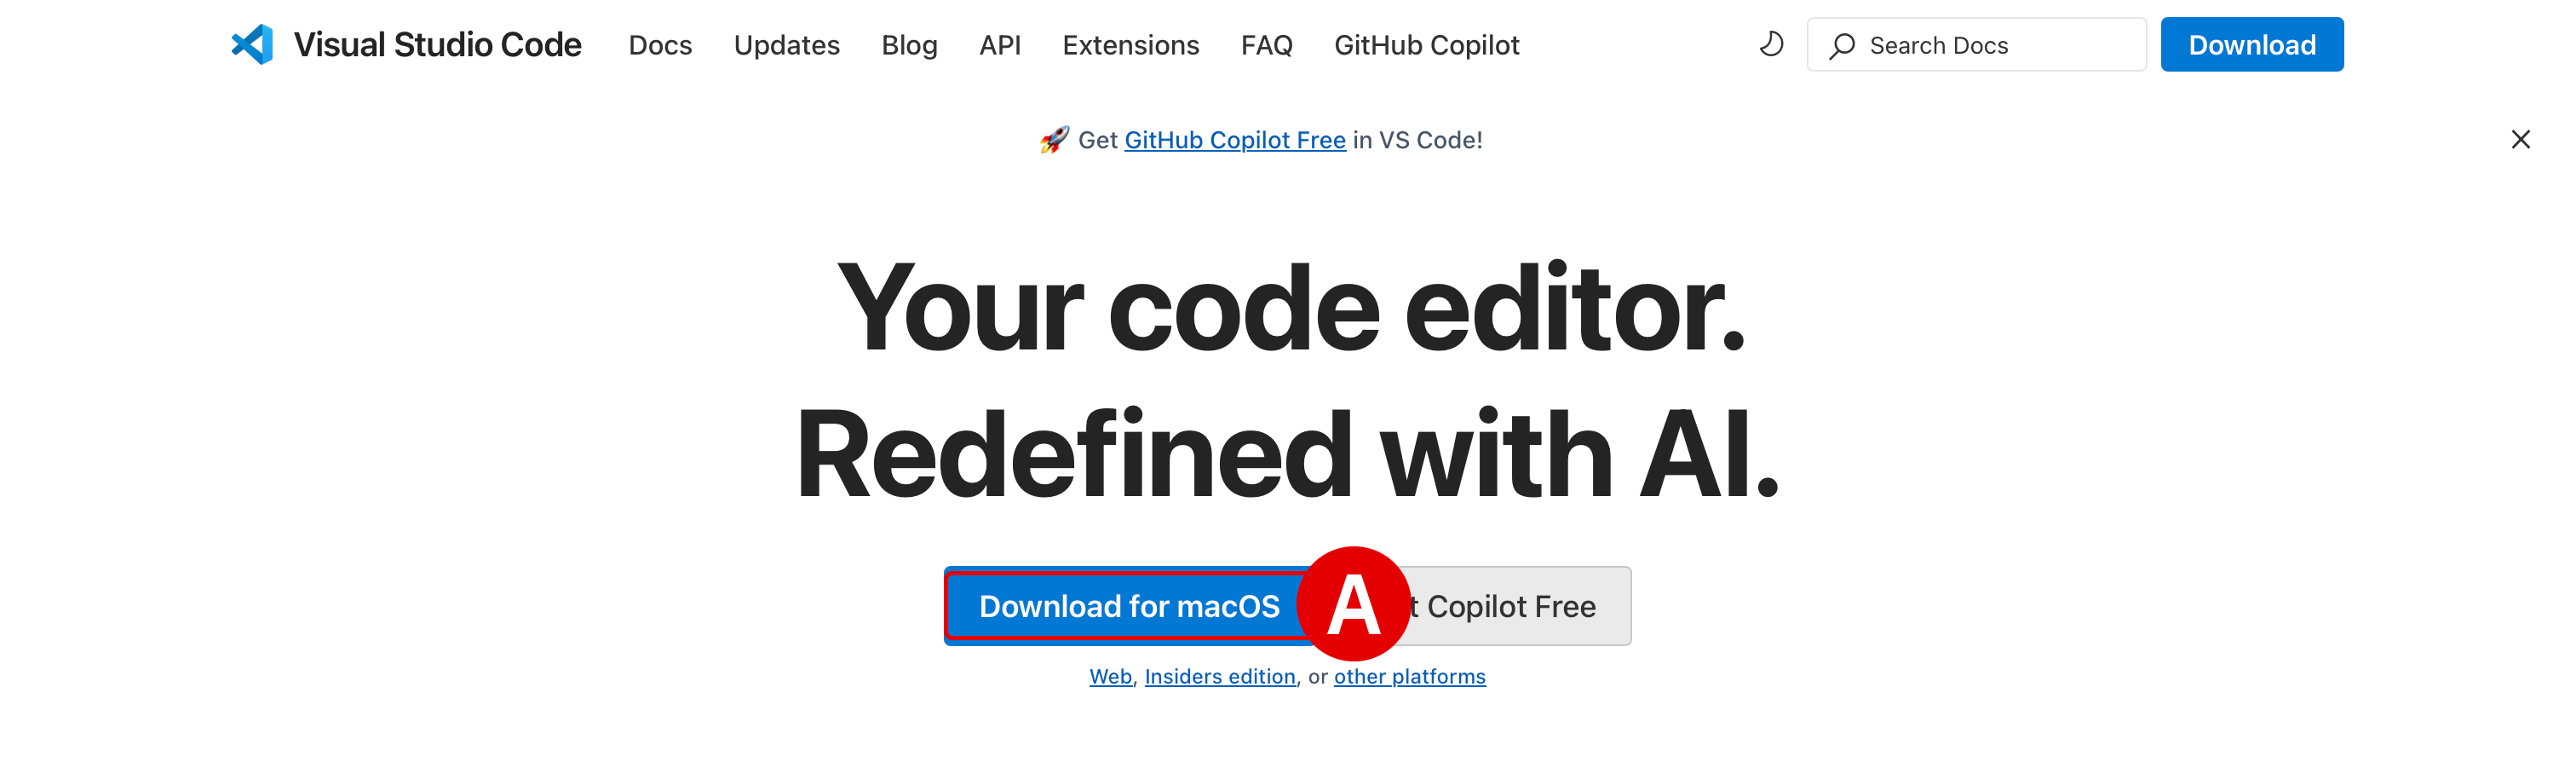 Visual Studio Code Docs Updates Blog API Extensions FAQ GitHub Copilot Search Docs Download
🚀 Get GitHub Copilot Free in VS Code!
Your code editor.
Redefined with AI.
Download for macOS A Copilot Free
Web, Insiders edition, or other platforms